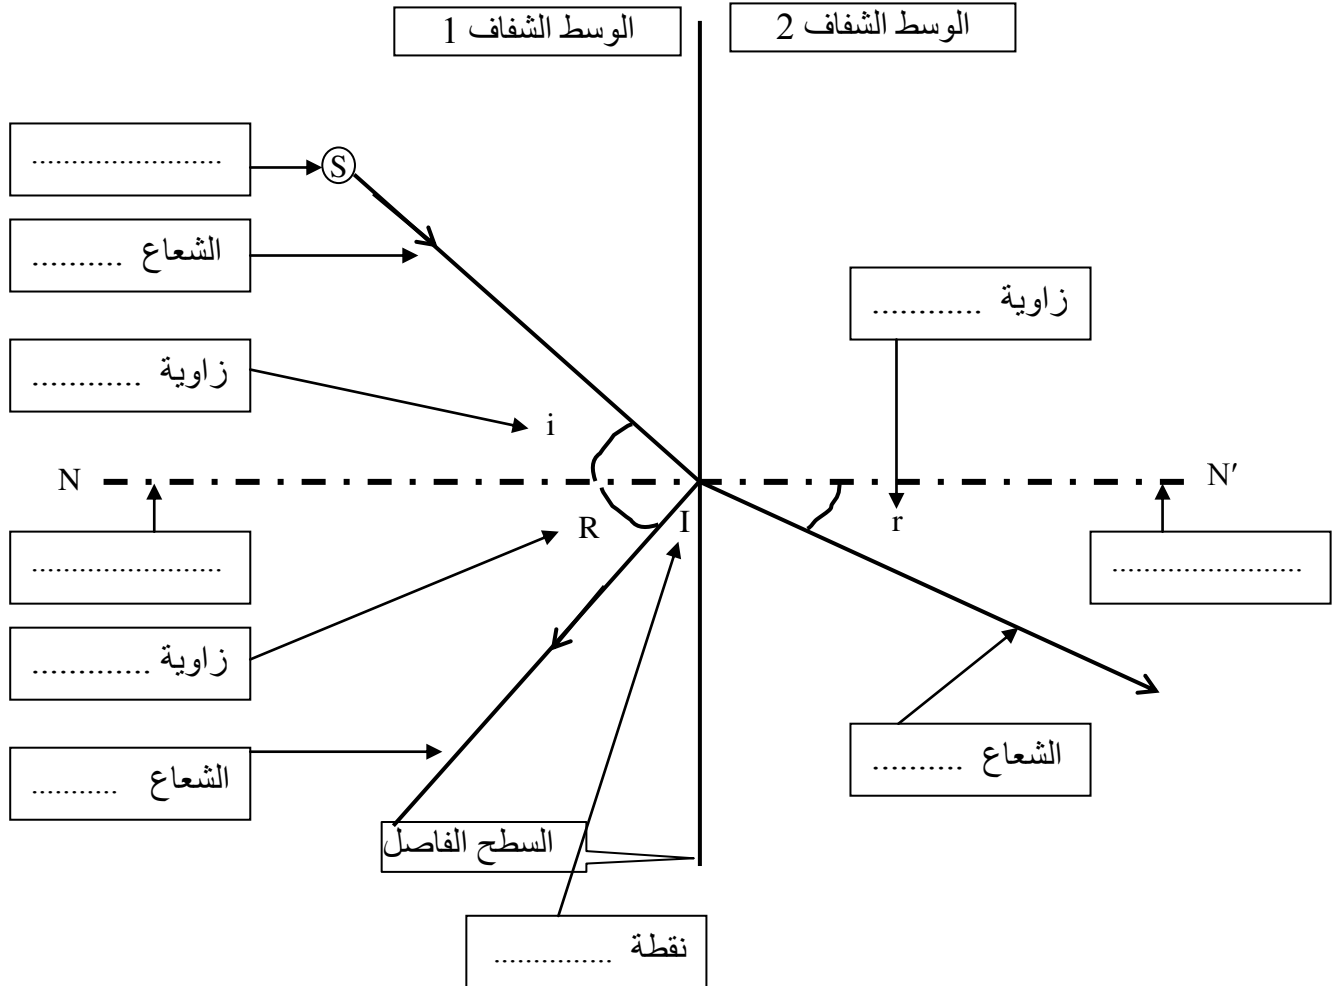 الوسط الشفاف 1
الوسط الشفاف 2
........................
S
الشعاع ..........
زاوية ............
زاوية ............
i
N
N′
R
I
r
........................
........................
زاوية .............
الشعاع ..........
الشعاع ..........
السطح الفاصل
نقطة .............